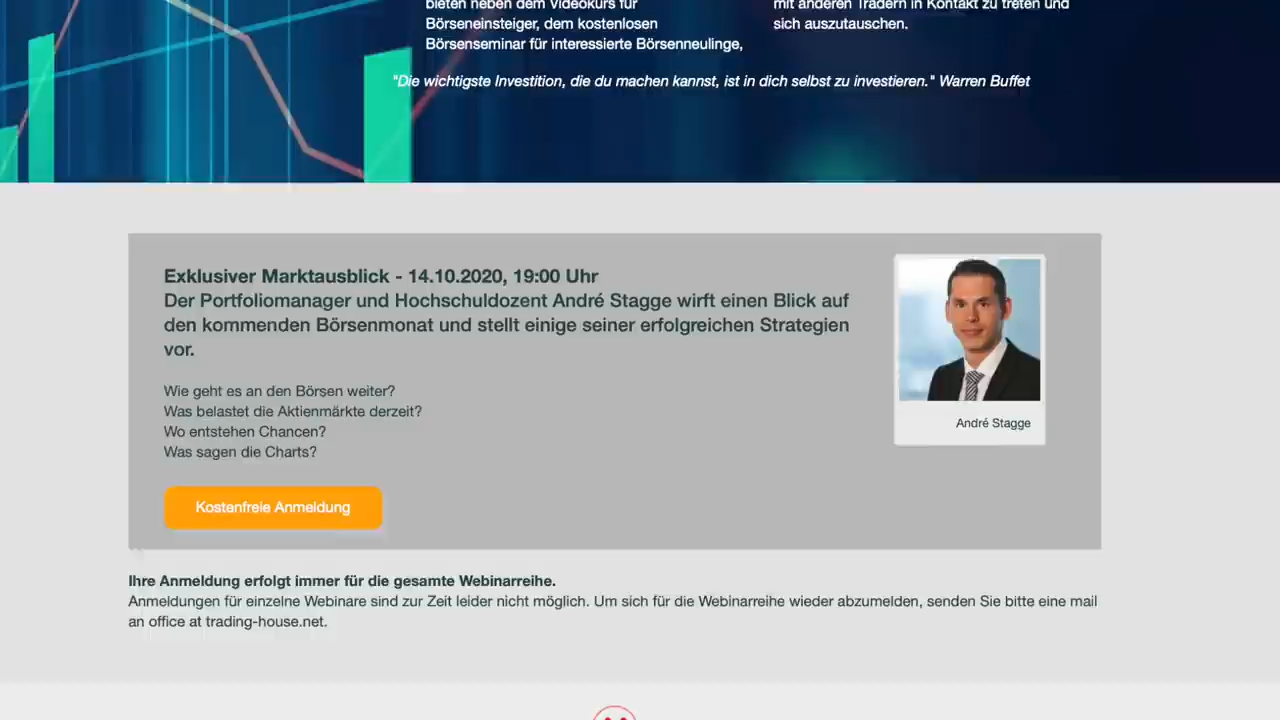 bieten neben dem Videokurs für
Börseneinsteiger, dem kostenlosen
Börsenseminar für interessierte Börsenneulinge,
mit anderen Tradern in Kontakt zu treten und
sich auszutauschen.
"Die wichtigste Investition, die du machen kannst, ist in dich selbst zu investieren." Warren Buffet
Exklusiver Marktausblick - 14.10.2020, 19:00 Uhr
Der Portfoliomanager und Hochschuldozent André Stagge wirft einen Blick auf
den kommenden Börsenmonat und stellt einige seiner erfolgreichen Strategien
vor.
Wie geht es an den Börsen weiter?
Was belastet die Aktienmärkte derzeit?
Wo entstehen Chancen?
Was sagen die Charts?
Kostenfreie Anmeldung
André Stagge
Ihre Anmeldung erfolgt immer für die gesamte Webinarreihe.
Anmeldungen für einzelne Webinare sind zur Zeit leider nicht möglich. Um sich für die Webinarreihe wieder abzumelden, senden Sie bitte eine mail
an office at trading-house.net.